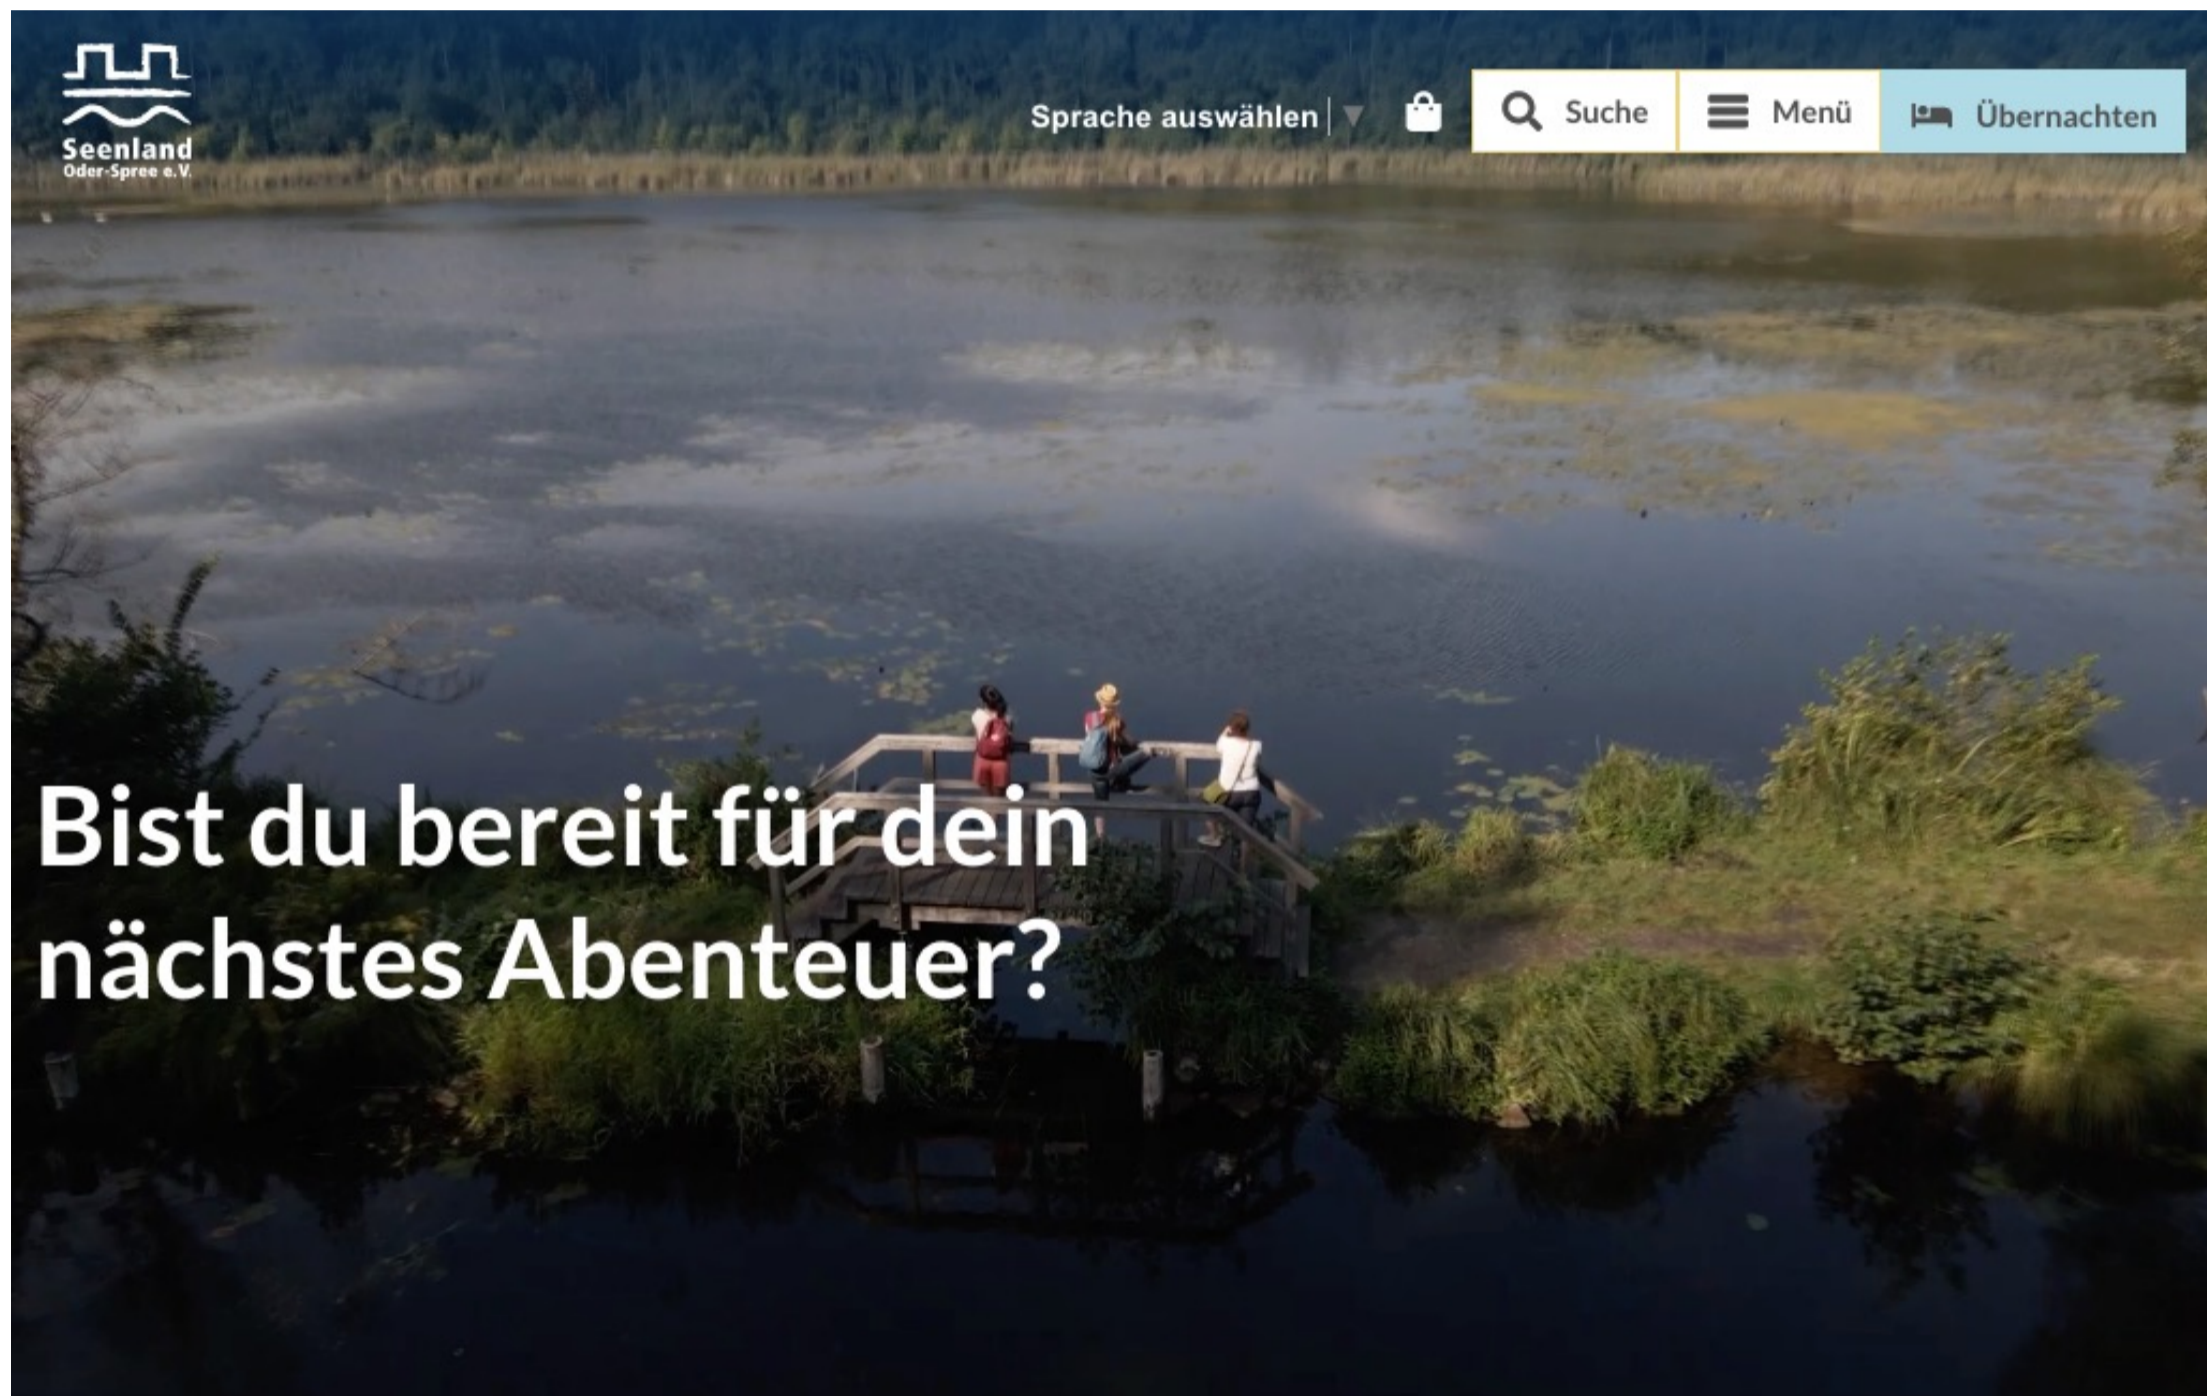 Seenland
Oder-Spree e.V.
Sprache auswählen
Suche
Menü
Übernachten
Bist du bereit für dein
nächstes Abenteuer?